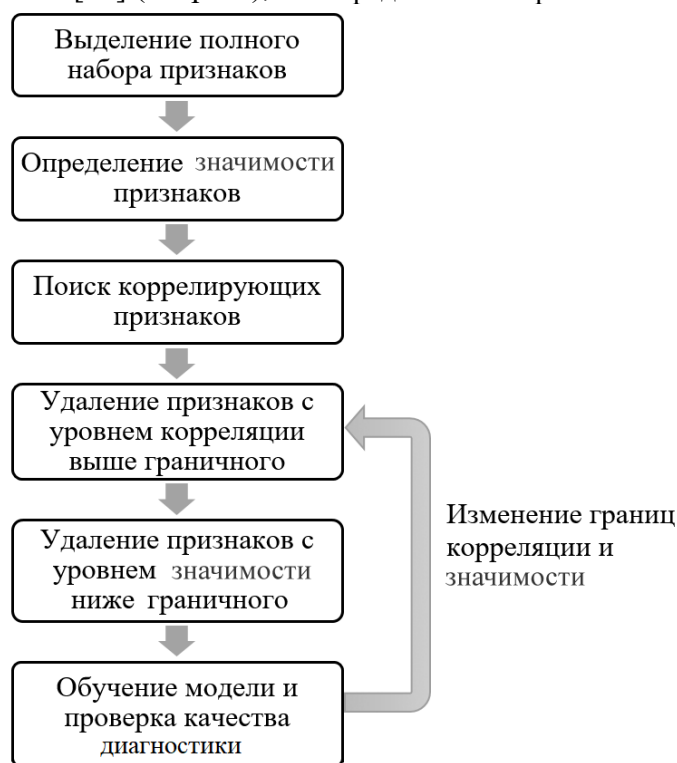 Выделение полного
набора признаков
Определение значимости
признаков
Поиск коррелирующих
признаков
Удаление признаков с
уровнем корреляции
выше граничного
Удаление признаков с
уровнем значимости
ниже граничного
Обучение модели и
проверка качества
диагностики
Изменение границ
корреляции и
значимости